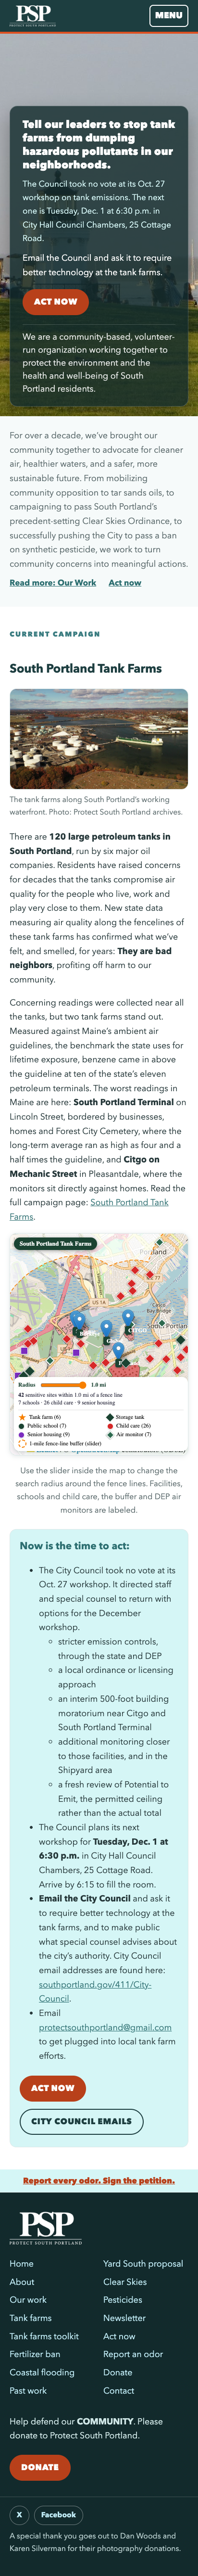 PSP
PROTECT SOUTH PORTLAND
MENU
Tell our leaders to stop tank
farms from dumping
hazardous pollutants in our
neighborhoods.
The Council took no vote at its Oct. 27
workshop on tank emissions. The next
one is Tuesday, Dec. 1 at 6:30 p.m. in
City Hall Council Chambers, 25 Cottage
Road.
Email the Council and ask it to require
better technology at the tank farms.
ACT NOW
We are a community-based, volunteer-
run organization working together to
protect the environment and the
health and well-being of South
Portland residents.
For over a decade, we've brought our
community together to advocate for cleaner
air, healthier waters, and a safer, more
sustainable future. From mobilizing
community opposition to tar sands oil, to
campaigning to pass South Portland's
precedent-setting Clear Skies Ordinance, to
successfully pushing the City to pass a ban
on synthetic pesticide, we work to turn
community concerns into meaningful actions.
Read more: Our Work Act now
CURRENT CAMPAIGN
South Portland Tank Farms
The tank farms along South Portland's working
waterfront. Photo: Protect South Portland archives.
There are 120 large petroleum tanks in
South Portland, run by six major oil
companies. Residents have raised concerns
for decades that the tanks compromise air
quality for the people who live, work and
play very close to them. New state data
measuring air quality along the fencelines of
these tank farms has confirmed what we've
felt, and smelled, for years: They are bad
neighbors, profiting off harm to our
community.
Concerning readings were collected near all
the tanks, but two tank farms stand out.
Measured against Maine's ambient air
guidelines, the benchmark the state uses for
lifetime exposure, benzene came in above
the guideline at ten of the state's eleven
petroleum terminals. The worst readings in
Maine are here: South Portland Terminal on
Lincoln Street, bordered by businesses,
homes and Forest City Cemetery, where the
long-term average ran as high as four and a
half times the guideline, and Citgo on
Mechanic Street in Pleasantdale, where the
monitors sit directly against homes. Read the
full campaign page: South Portland Tank
Farms.
South Portland Tank Farms
Portland
US 1A
Radius 1.0 mi
42 sensitive sites within 1.0 mi of a fence line
7 schools · 26 child care · 9 senior housing
Tank farm (6)
Storage tank
Public school (7)
Child care (26)
Senior housing (9)
Air monitor (7)
1-mile fence-line buffer (slider)
Use the slider inside the map to change the
search radius around the fence lines. Facilities,
schools and child care, the buffer and DEP air
monitors are labeled.
Now is the time to act:
• The City Council took no vote at its
Oct. 27 workshop. It directed staff
and special counsel to return with
options for the December
workshop.
◦ stricter emission controls,
through the state and DEP
◦ a local ordinance or licensing
approach
◦ an interim 500-foot building
moratorium near Citgo and
South Portland Terminal
◦ additional monitoring closer
to those facilities, and in the
Shipyard area
◦ a fresh review of Potential to
Emit, the permitted ceiling
rather than the actual total
• The Council plans its next
workshop for Tuesday, Dec. 1 at
6:30 p.m. in City Hall Council
Chambers, 25 Cottage Road.
Arrive by 6:15 to fill the room.
• Email the City Council and ask it
to require better technology at the
tank farms, and to make public
what special counsel advises about
the city's authority. City Council
email addresses are found here:
southportland.gov/411/City-
Council.
• Email
protectsouthportland@gmail.com
to get plugged into local tank farm
efforts.
ACT NOW
CITY COUNCIL EMAILS
Report every odor. Sign the petition.
PSP
PROTECT SOUTH PORTLAND
Home
Yard South proposal
About
Clear Skies
Our work
Pesticides
Tank farms
Newsletter
Tank farms toolkit
Act now
Fertilizer ban
Report an odor
Coastal flooding
Donate
Past work
Contact
Help defend our COMMUNITY. Please
donate to Protect South Portland.
DONATE
X
Facebook
A special thank you goes out to Dan Woods and
Karen Silverman for their photography donations.